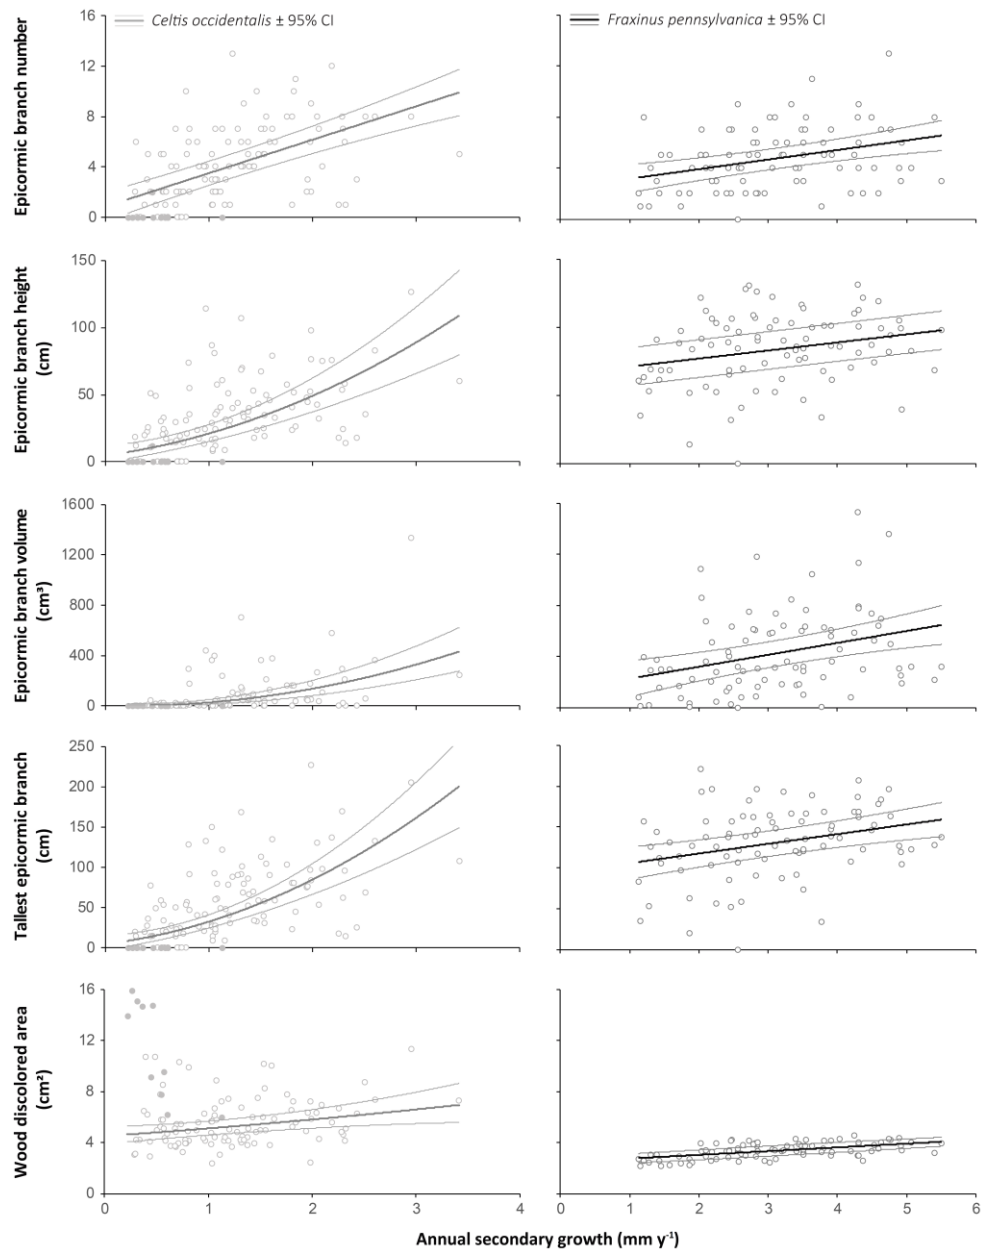 Celtis occidentalis ± 95% CI
Fraxinus pennsylvanica ± 95% CI
Epicormic branch number
16
12
8
4
0
Epicormic branch height
(cm)
150
100
50
0
Epicormic branch volume
(cm³)
1600
1200
800
400
0
Tallest epicormic branch
(cm)
250
200
150
100
50
0
Wood discolored area
(cm²)
16
12
8
4
0
0 1 2 3 4
0 1 2 3 4 5 6
Annual secondary growth (mm y⁻¹)